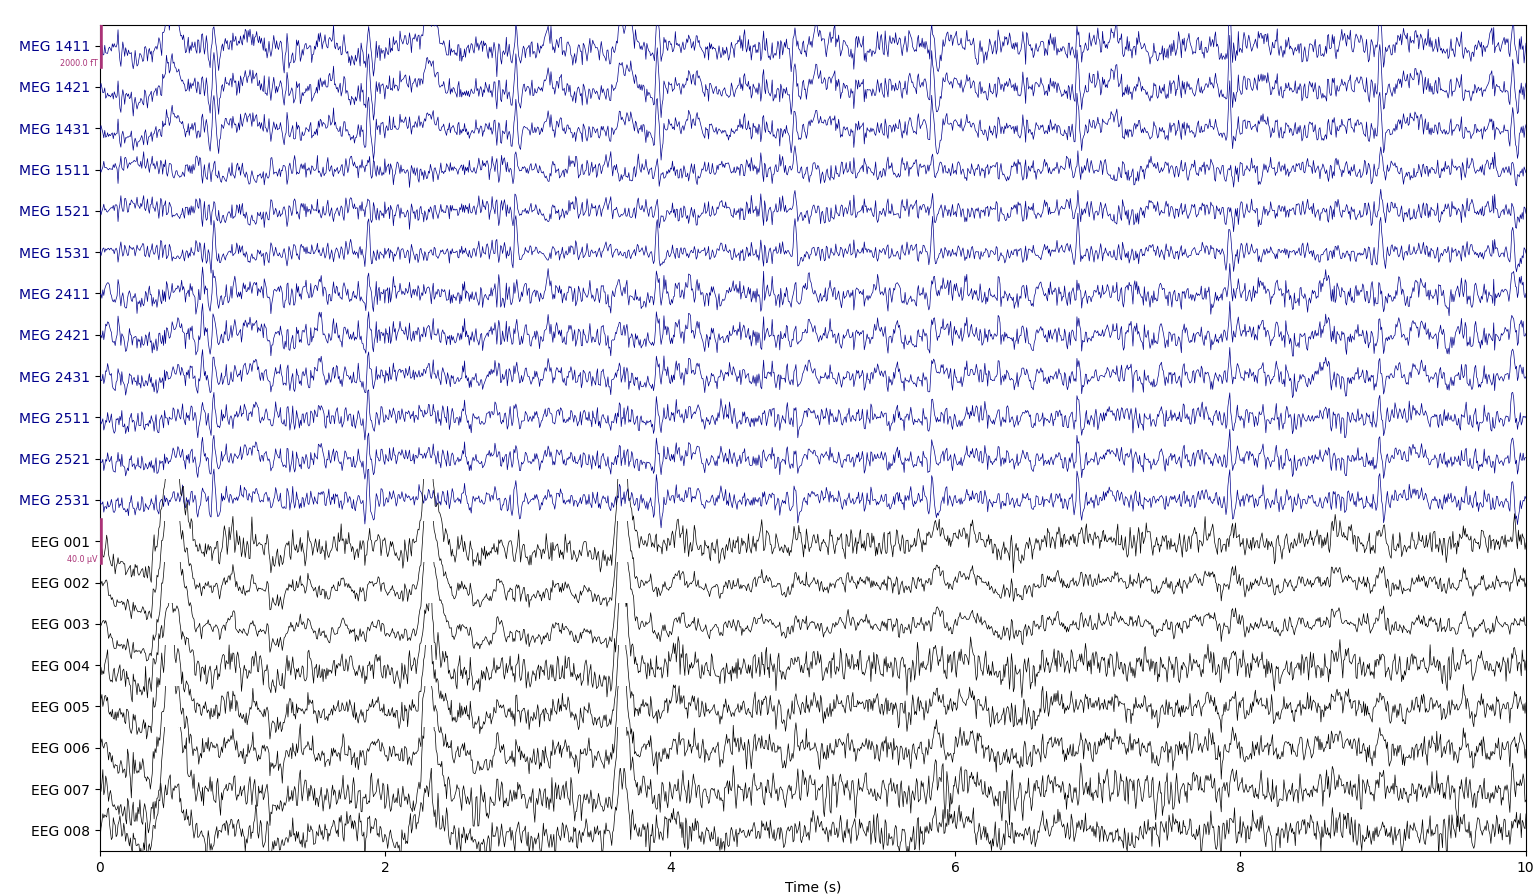 MEG 1411
2000.0 fT
MEG 1421
MEG 1431
MEG 1511
MEG 1521
MEG 1531
MEG 2411
MEG 2421
MEG 2431
MEG 2511
MEG 2521
MEG 2531
EEG 001
40.0 µV
EEG 002
EEG 003
EEG 004
EEG 005
EEG 006
EEG 007
EEG 008
0 2 4 6 8 10
Time (s)